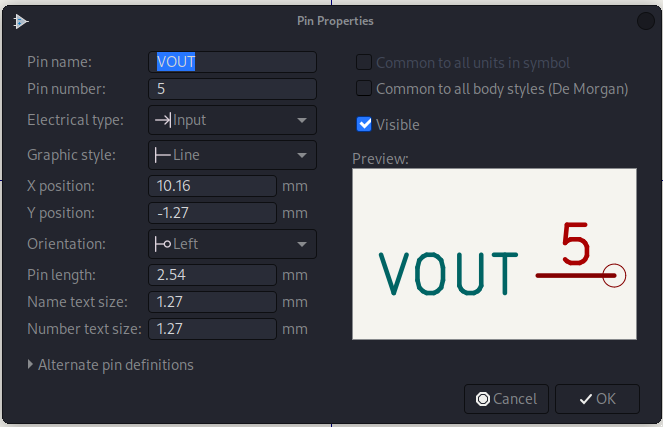 Pin Properties
Pin name: VOUT
Pin number: 5
Electrical type: Input
Graphic style: Line
X position: 10.16 mm
Y position: -1.27 mm
Orientation: Left
Pin length: 2.54 mm
Name text size: 1.27 mm
Number text size: 1.27 mm
Alternate pin definitions
Common to all units in symbol
Common to all body styles (De Morgan)
Visible
Preview:
VOUT 5
Cancel OK